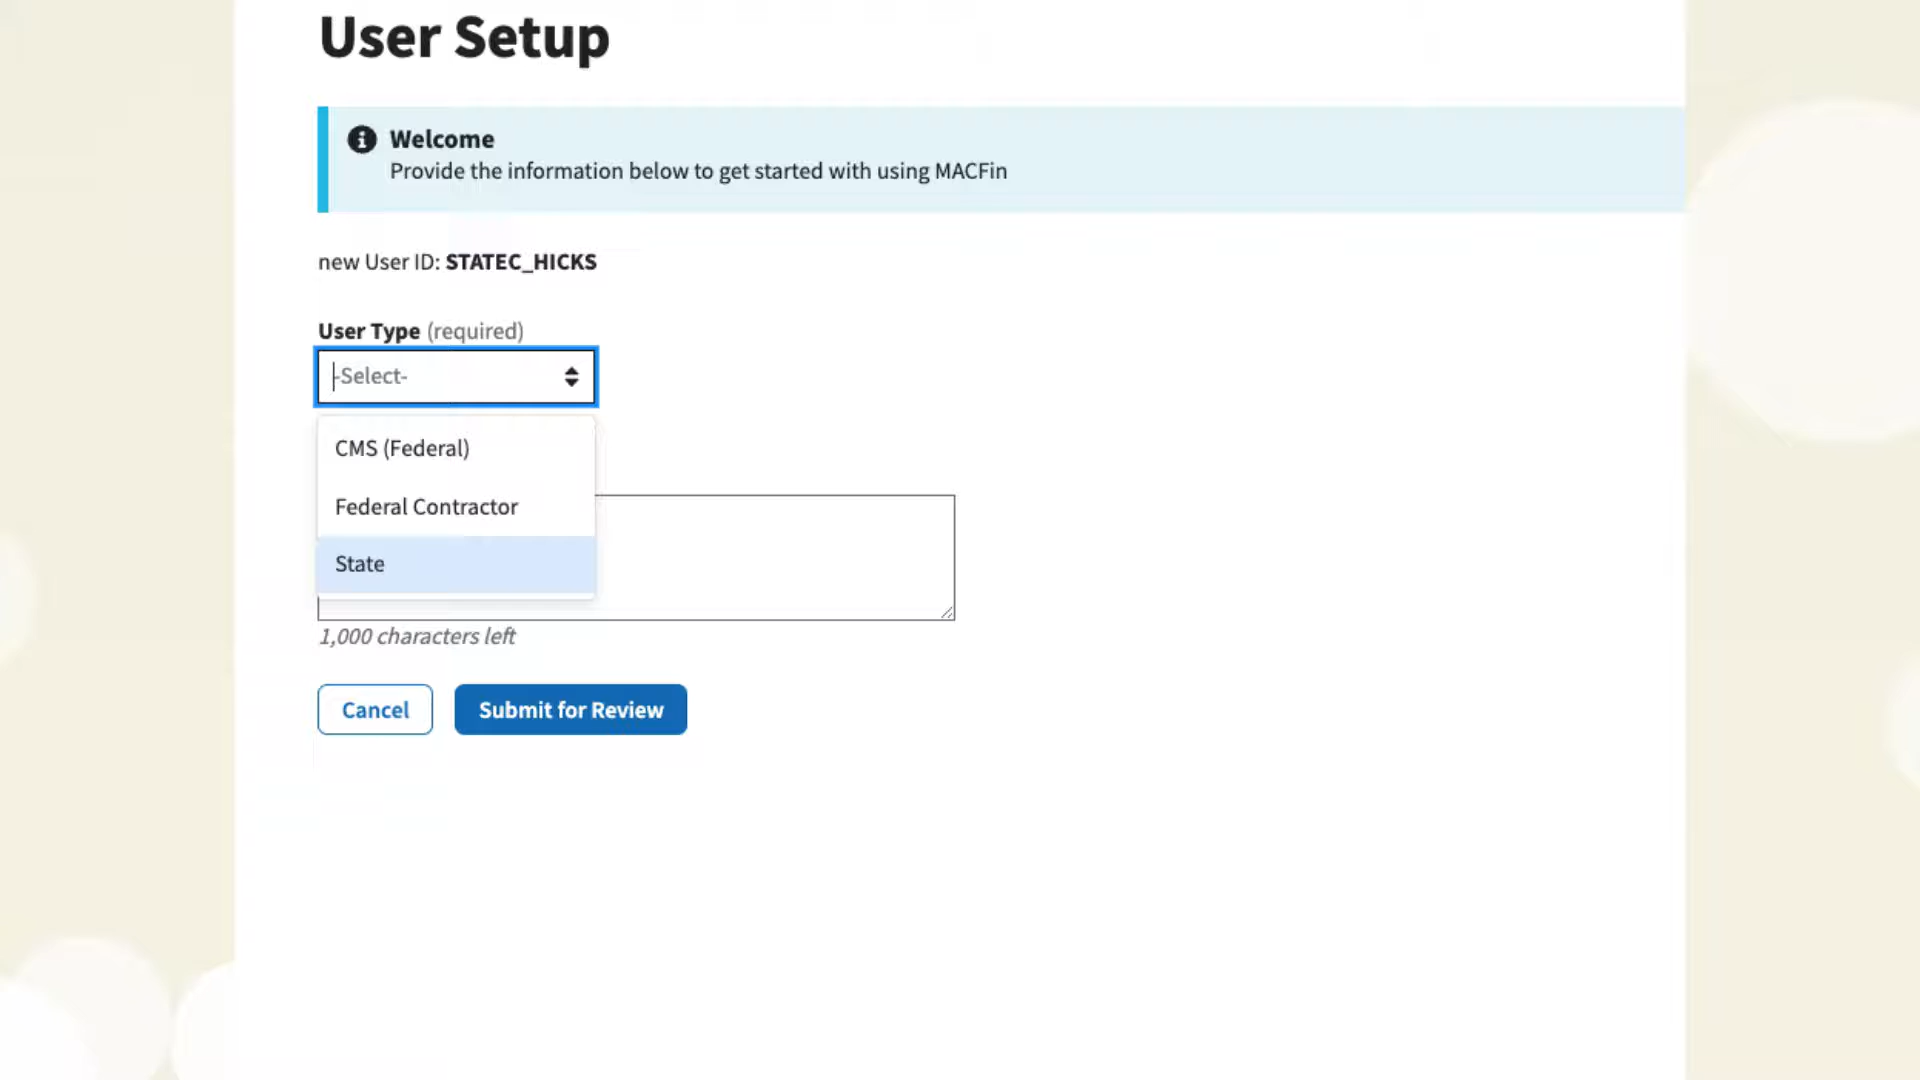 User Setup
Welcome
Provide the information below to get started with using MACFin
new User ID: STATEC_HICKS
User Type (required)
-Select-
CMS (Federal)
Federal Contractor
State
1,000 characters left
Cancel
Submit for Review